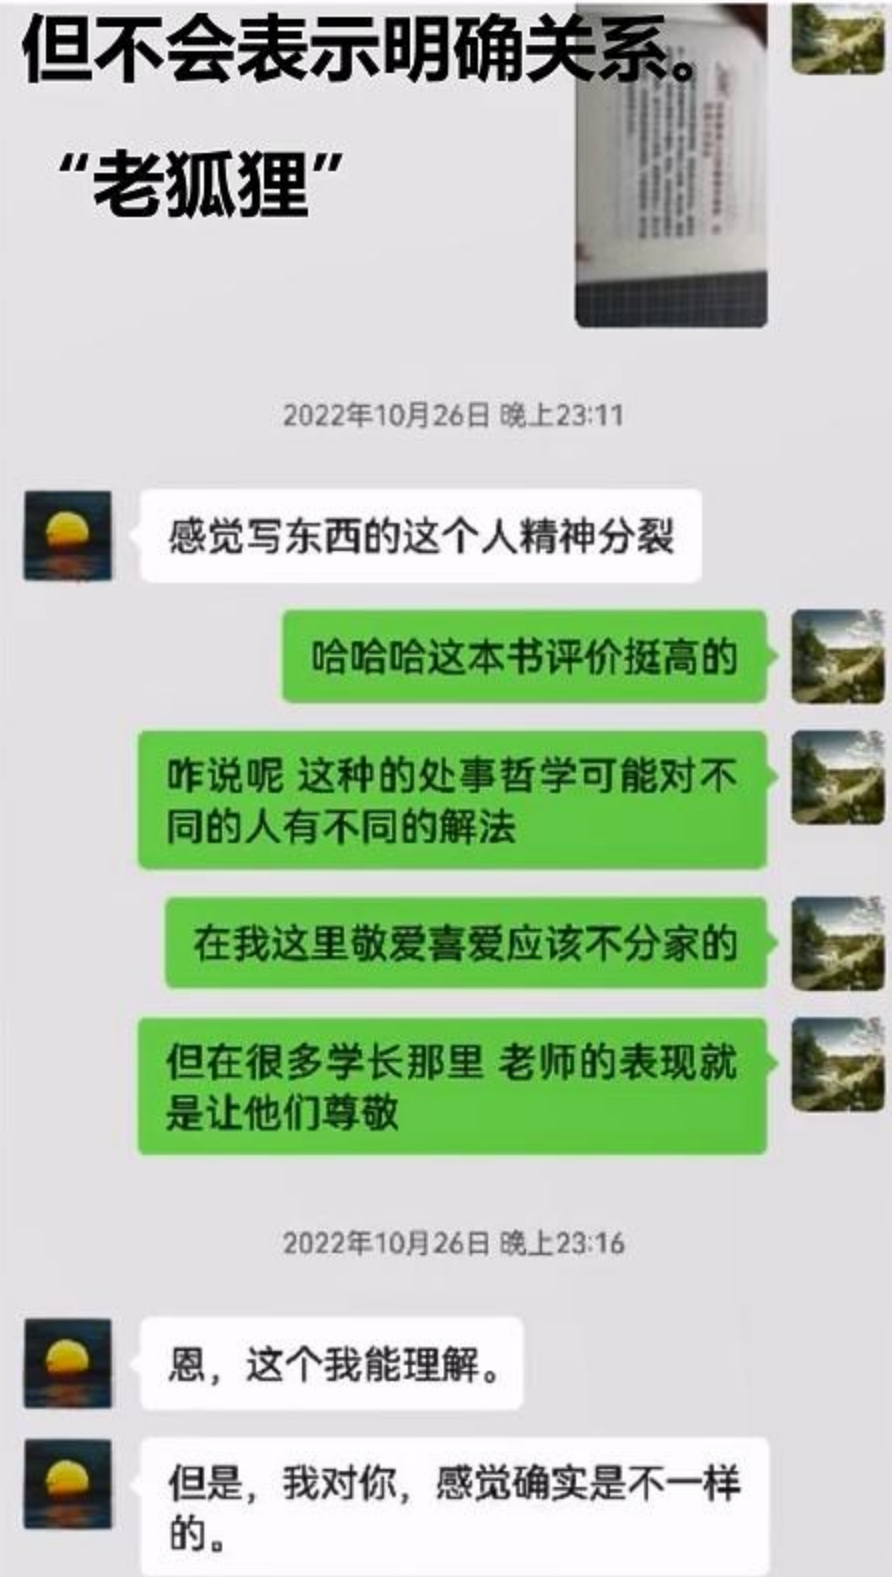 但不会表示明确关系。
“老狐狸”
2022年10月26日 晚上23:11
感觉写东西的这个人精神分裂
哈哈哈这本书评价挺高的
咋说呢 这种的处事哲学可能对不
同的人有不同的解法
在我这里敬爱喜爱应该不分家的
但在很多学长那里 老师的表现就
是让他们尊敬
2022年10月26日 晚上23:16
恩，这个我能理解。
但是，我对你，感觉确实是不一样
的。